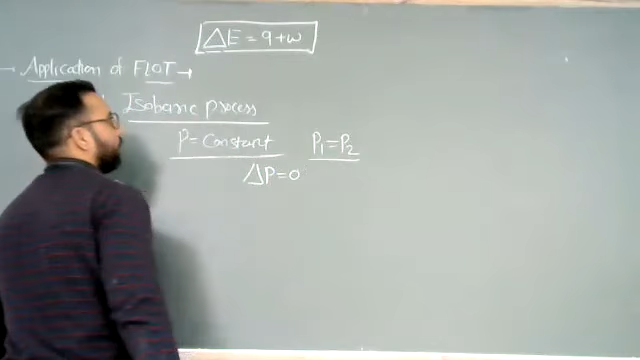 ΔE = q+w
→ Application of FLOT →
Isobaric process
P = Constant P₁ = P₂
ΔP = 0